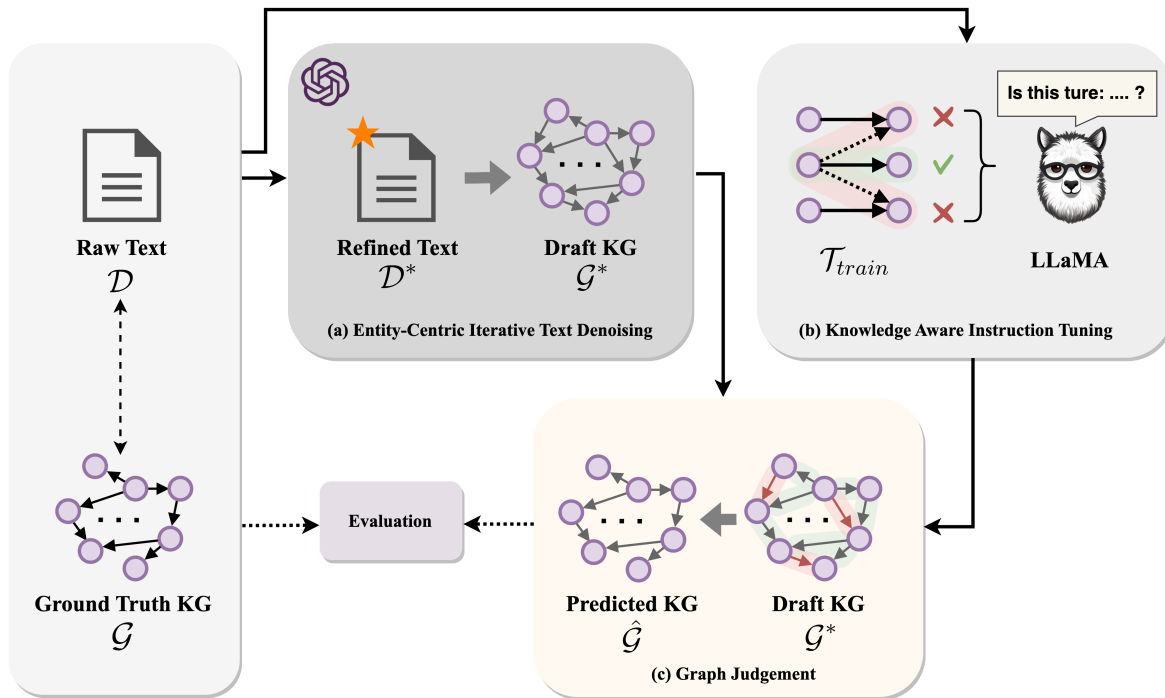 Raw Text
𝒟
Ground Truth KG
𝒢
Refined Text
𝒟*
. . .
Draft KG
𝒢*
(a) Entity-Centric Iterative Text Denoising
Is this ture: .... ?
𝒯train
LLaMA
(b) Knowledge Aware Instruction Tuning
Evaluation
Predicted KG
𝒢̂
Draft KG
𝒢*
(c) Graph Judgement